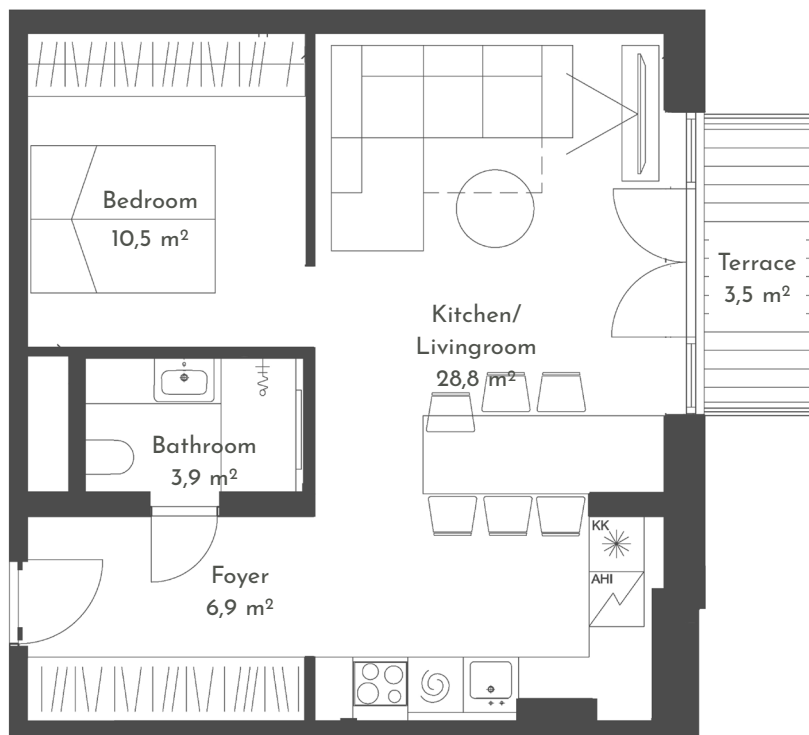 Bedroom
10,5 m²
Terrace
3,5 m²
Kitchen/
Livingroom
28,8 m²
Bathroom
3,9 m²
KK
AHI
Foyer
6,9 m²